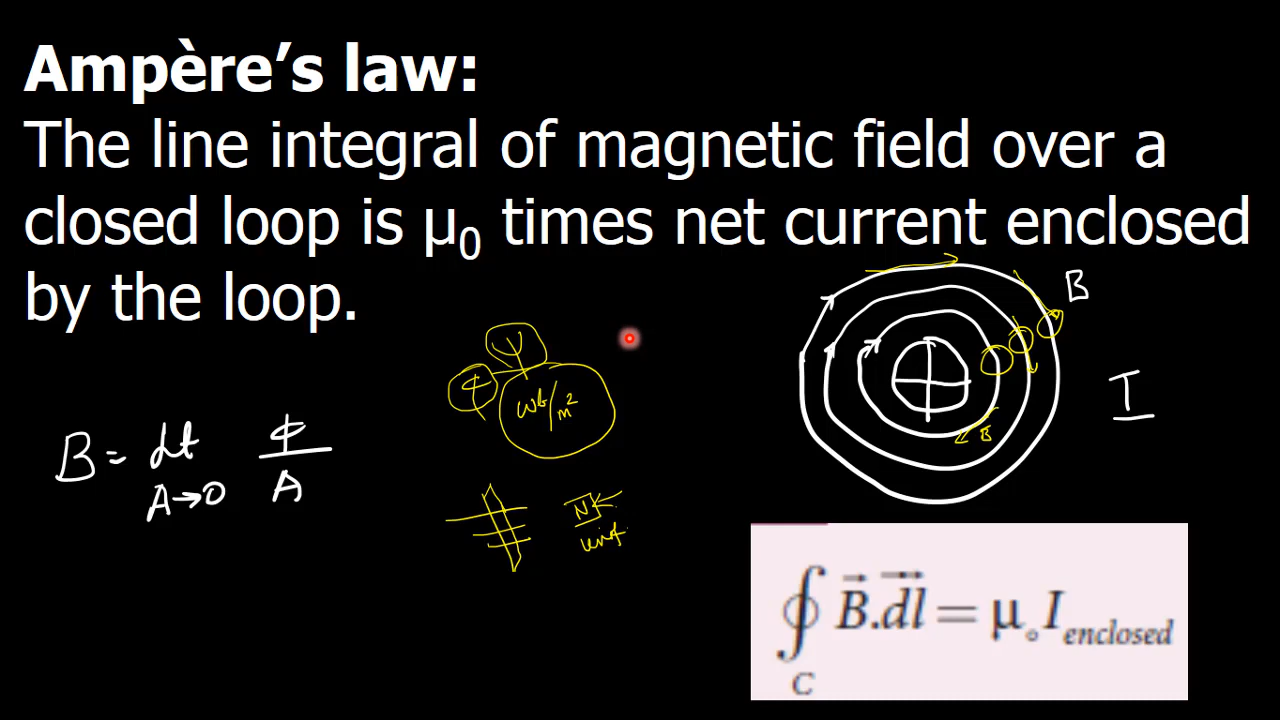 Ampère’s law:
The line integral of magnetic field over a
closed loop is μ₀ times net current enclosed
by the loop.
B
I
B
ψ
Φ
wb/m²
B = lt Φ/A
A→0
N
unit
∮ B⃗.dl⃗ = μ∘ I enclosed
C